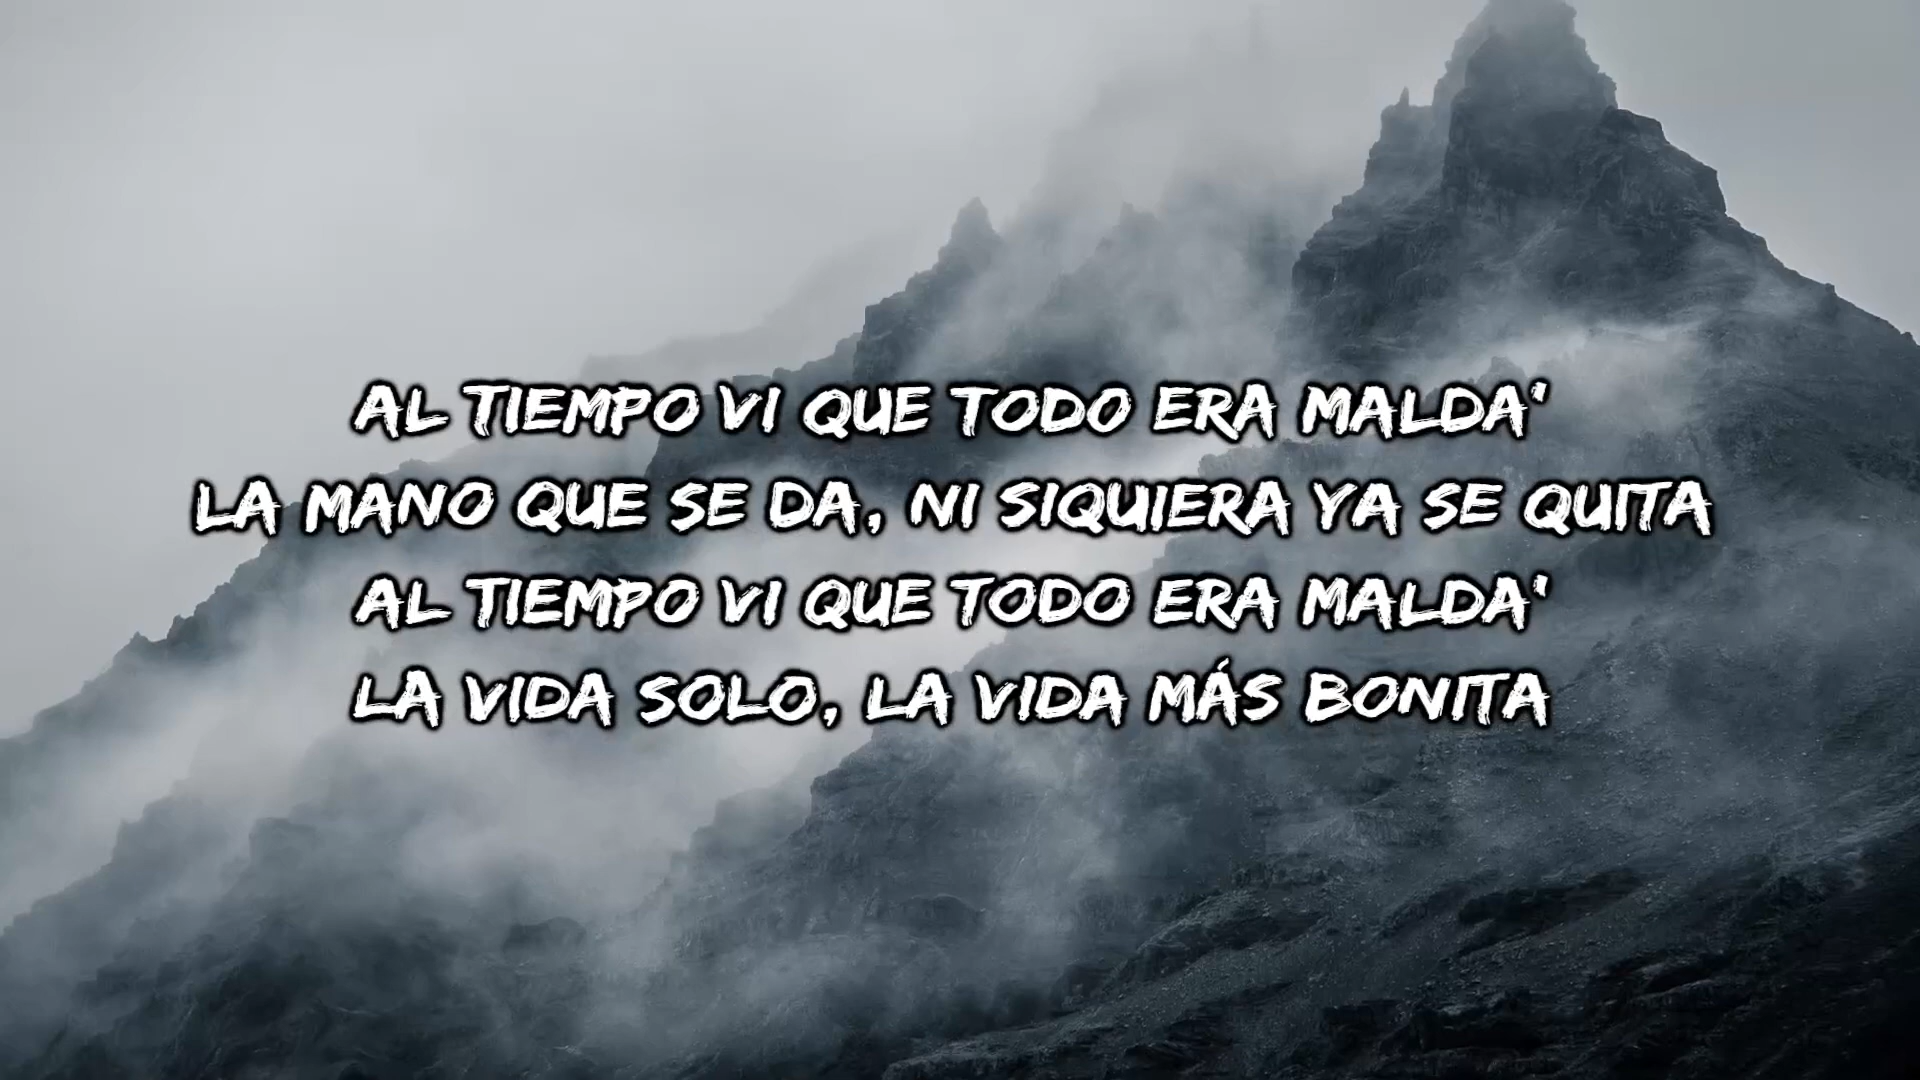 AL TIEMPO VI QUE TODO ERA MALDA'
LA MANO QUE SE DA, NI SIQUIERA YA SE QUITA
AL TIEMPO VI QUE TODO ERA MALDA'
LA VIDA SOLO, LA VIDA MÁS BONITA